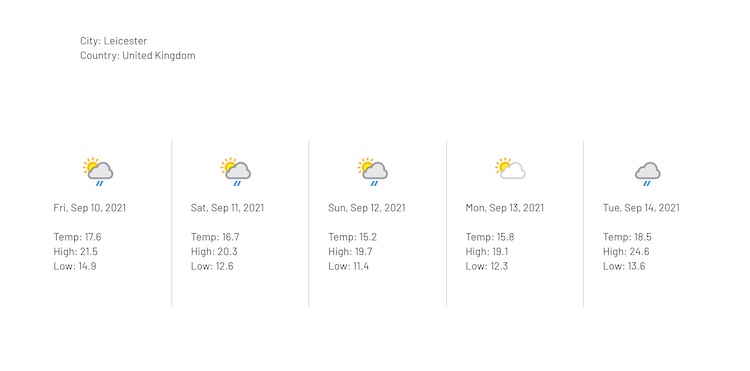 City: Leicester
Country: United Kingdom
Fri, Sep 10, 2021
Temp: 17.6
High: 21.5
Low: 14.9
Sat, Sep 11, 2021
Temp: 16.7
High: 20.3
Low: 12.6
Sun, Sep 12, 2021
Temp: 15.2
High: 19.7
Low: 11.4
Mon, Sep 13, 2021
Temp: 15.8
High: 19.1
Low: 12.3
Tue, Sep 14, 2021
Temp: 18.5
High: 24.6
Low: 13.6